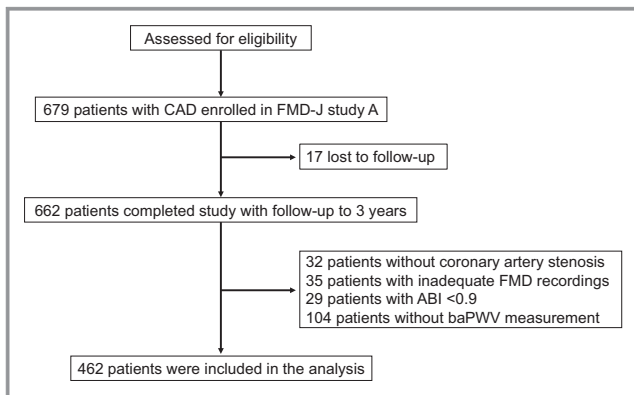 Assessed for eligibility
679 patients with CAD enrolled in FMD-J study A
17 lost to follow-up
662 patients completed study with follow-up to 3 years
32 patients without coronary artery stenosis
35 patients with inadequate FMD recordings
29 patients with ABI <0.9
104 patients without baPWV measurement
462 patients were included in the analysis